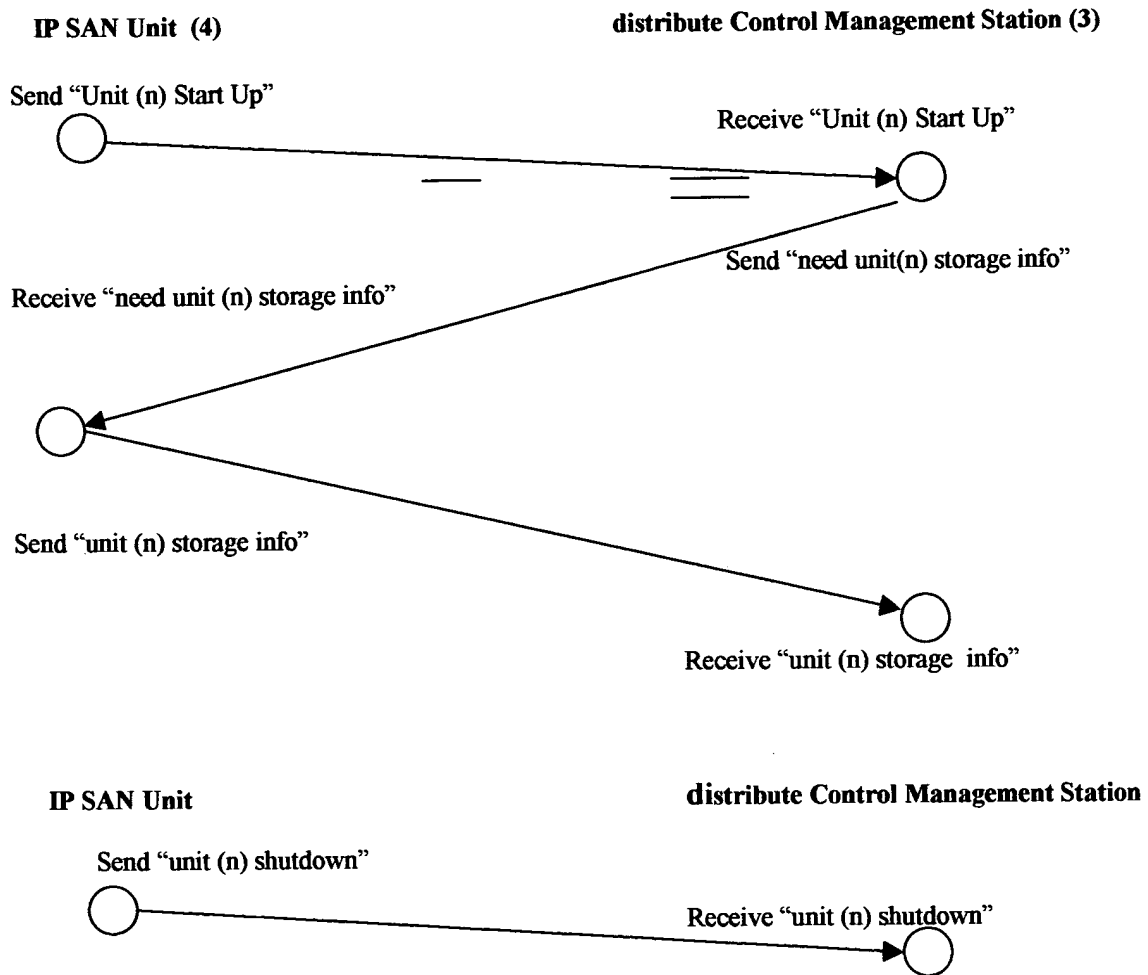 IP SAN Unit (4)
distribute Control Management Station (3)
Send “Unit (n) Start Up”
Receive “Unit (n) Start Up”
Send “need unit(n) storage info”
Receive “need unit (n) storage info”
Send “unit (n) storage info”
Receive “unit (n) storage info”
IP SAN Unit
distribute Control Management Station
Send “unit (n) shutdown”
Receive “unit (n) shutdown”